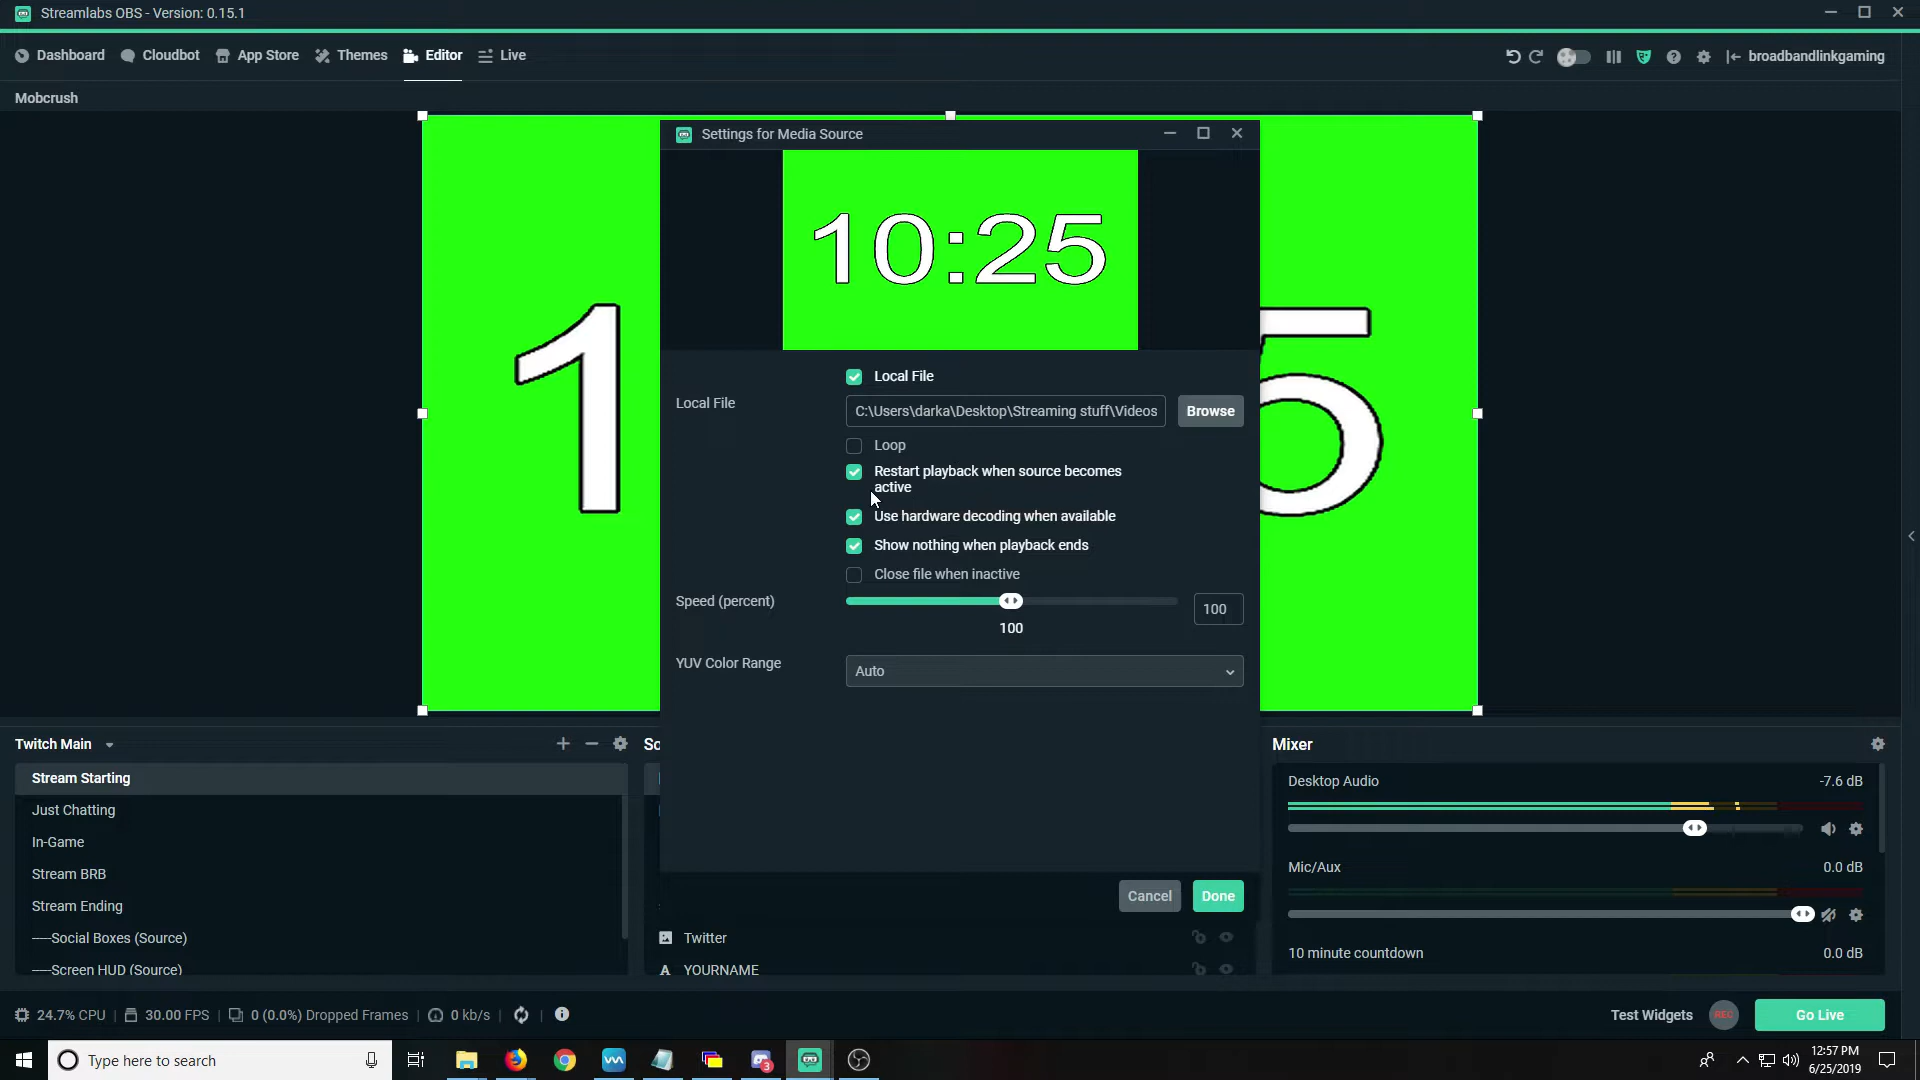 Streamlabs OBS - Version: 0.15.1
Dashboard
Cloudbot
App Store
Themes
Editor
Live
broadbandlinkgaming
Mobcrush
Settings for Media Source
10:25
1
5
Local File
Local File
C:\Users\darka\Desktop\Streaming stuff\Videos
Browse
Loop
Restart playback when source becomes
active
Use hardware decoding when available
Show nothing when playback ends
Close file when inactive
Speed (percent)
100
100
YUV Color Range
Auto
Cancel
Done
Twitch Main
Stream Starting
Just Chatting
In-Game
Stream BRB
Stream Ending
-----Social Boxes (Source)
-----Screen HUD (Source)
So
Twitter
YOURNAME
Mixer
Desktop Audio
-7.6 dB
Mic/Aux
0.0 dB
10 minute countdown
0.0 dB
24.7% CPU
30.00 FPS
0 (0.0%) Dropped Frames
0 kb/s
Test Widgets
REC
Go Live
Type here to search
3
12:57 PM
6/25/2019